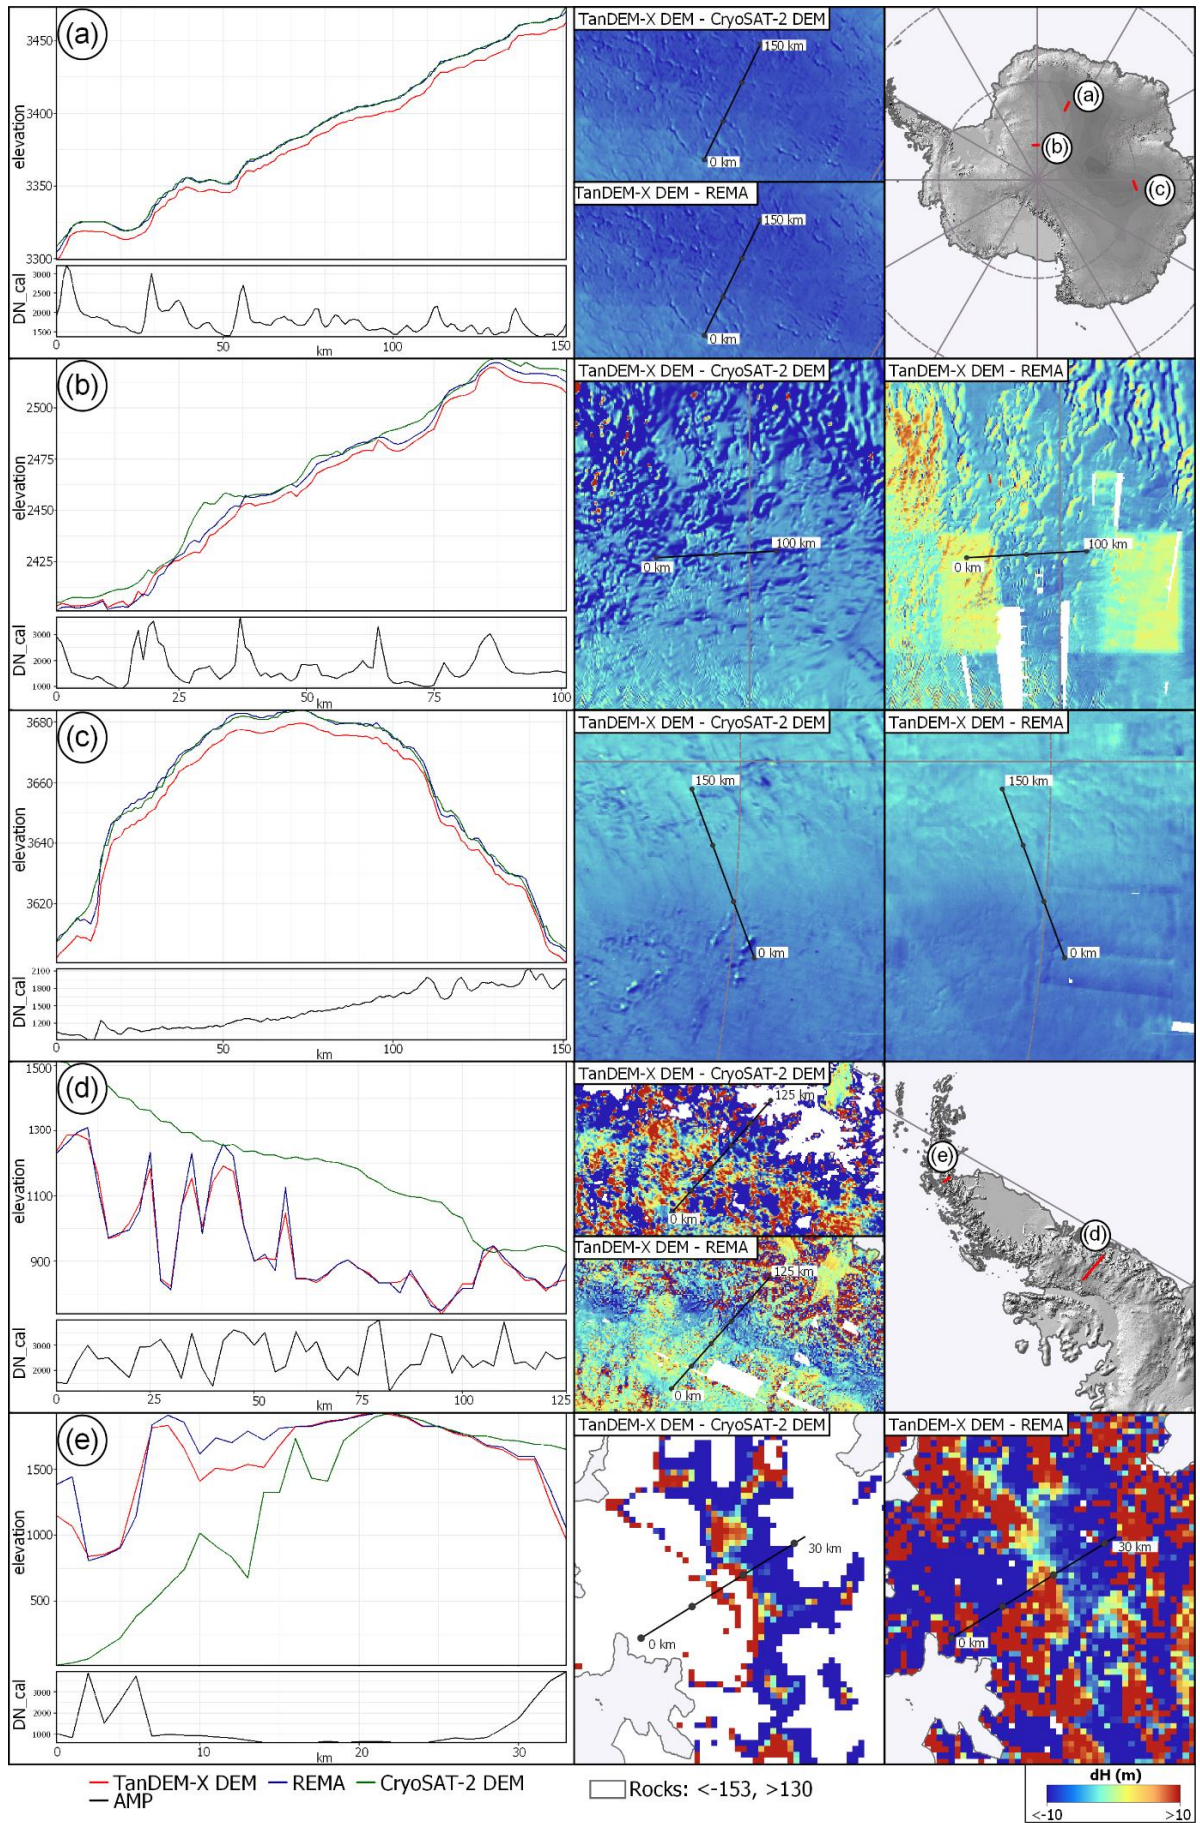 (a)
elevation
3450
3400
3350
3300
DN_cal
3000
2500
2000
1500
0
50
100
150
km
TanDEM-X DEM - CryoSAT-2 DEM
150 km
0 km
TanDEM-X DEM - REMA
150 km
0 km
(a)
(b)
(c)
(b)
elevation
2500
2475
2450
2425
DN_cal
3000
2000
1000
0
25
50
75
100
km
TanDEM-X DEM - CryoSAT-2 DEM
0 km
100 km
TanDEM-X DEM - REMA
0 km
100 km
(c)
elevation
3680
3660
3640
3620
DN_cal
2100
1800
1500
1200
0
50
100
150
km
TanDEM-X DEM - CryoSAT-2 DEM
150 km
0 km
TanDEM-X DEM - REMA
150 km
0 km
(d)
elevation
1500
1300
1100
900
DN_cal
3000
2000
0
25
50
75
100
125
km
TanDEM-X DEM - CryoSAT-2 DEM
125 km
0 km
TanDEM-X DEM - REMA
125 km
0 km
(e)
(d)
(e)
elevation
1500
1000
500
DN_cal
3000
2000
1000
0
10
20
30
km
TanDEM-X DEM - CryoSAT-2 DEM
30 km
0 km
TanDEM-X DEM - REMA
30 km
0 km
TanDEM-X DEM
REMA
CryoSAT-2 DEM
AMP
Rocks: <-153, >130
dH (m)
<-10
>10